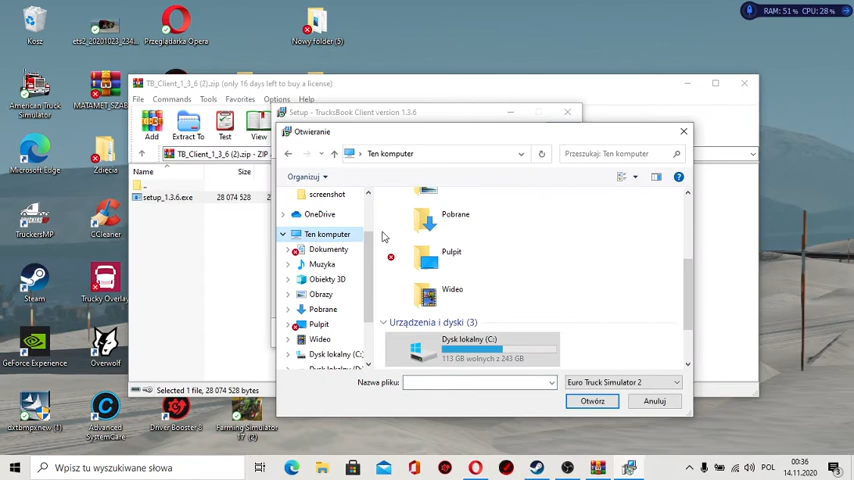 RAM: 51 % CPU: 28 %
Kosz
ets2_20201023_234...
Przeglądarka Opera
Nowy folder (5)
American Truck Simulator
MATAMET_SZAB
Microsoft Edge
Zdjęcia
TruckersMP
CCleaner
Steam
Trucky Overlay
GeForce Experience
Overwolf
dxtbmpxnew (1)
Advanced SystemCare
Driver Booster 8
Farming Simulator 17 (2)
TB_Client_1_3_6 (2).zip (only 16 days left to buy a license)
File Commands Tools Favorites Options Help
Add Extract To Test View
TB_Client_1_3_6 (2).zip - ZIP
Name Size
..
setup_1.3.6.exe 28 074 528 2
Selected 1 file, 28 074 528 bytes
Setup - TrucksBook Client version 1.3.6
Otwieranie
Ten komputer
Przeszukaj: Ten komputer
Organizuj
screenshot
OneDrive
Ten komputer
Dokumenty
Muzyka
Obiekty 3D
Obrazy
Pobrane
Pulpit
Wideo
Dysk lokalny (C:)
Pobrane
Pulpit
Wideo
Urządzenia i dyski (3)
Dysk lokalny (C:)
113 GB wolnych z 243 GB
Nazwa pliku:
Euro Truck Simulator 2
Otwórz Anuluj
Wpisz tu wyszukiwane słowa
POL
00:36
14.11.2020
3